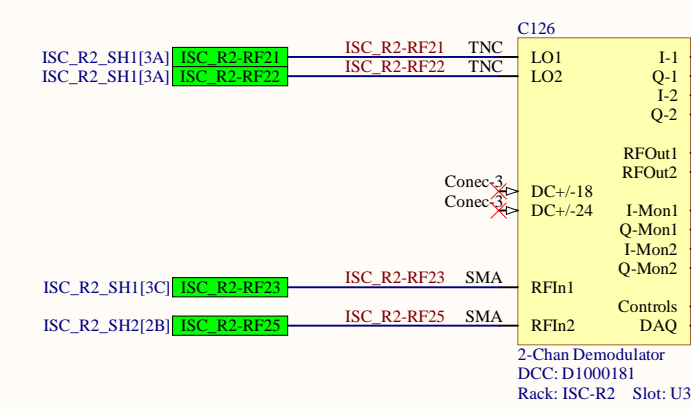 C126
ISC_R2_SH1[3A] ISC_R2-RF21 ISC_R2-RF21 TNC LO1 I-1
ISC_R2_SH1[3A] ISC_R2-RF22 ISC_R2-RF22 TNC LO2 Q-1
I-2
Q-2
RFOut1
RFOut2
Conec-3 DC+/-18
Conec-3 DC+/-24 I-Mon1
Q-Mon1
I-Mon2
Q-Mon2
ISC_R2_SH1[3C] ISC_R2-RF23 ISC_R2-RF23 SMA RFIn1
Controls
ISC_R2_SH2[2B] ISC_R2-RF25 ISC_R2-RF25 SMA RFIn2 DAQ
2-Chan Demodulator
DCC: D1000181
Rack: ISC-R2 Slot: U3